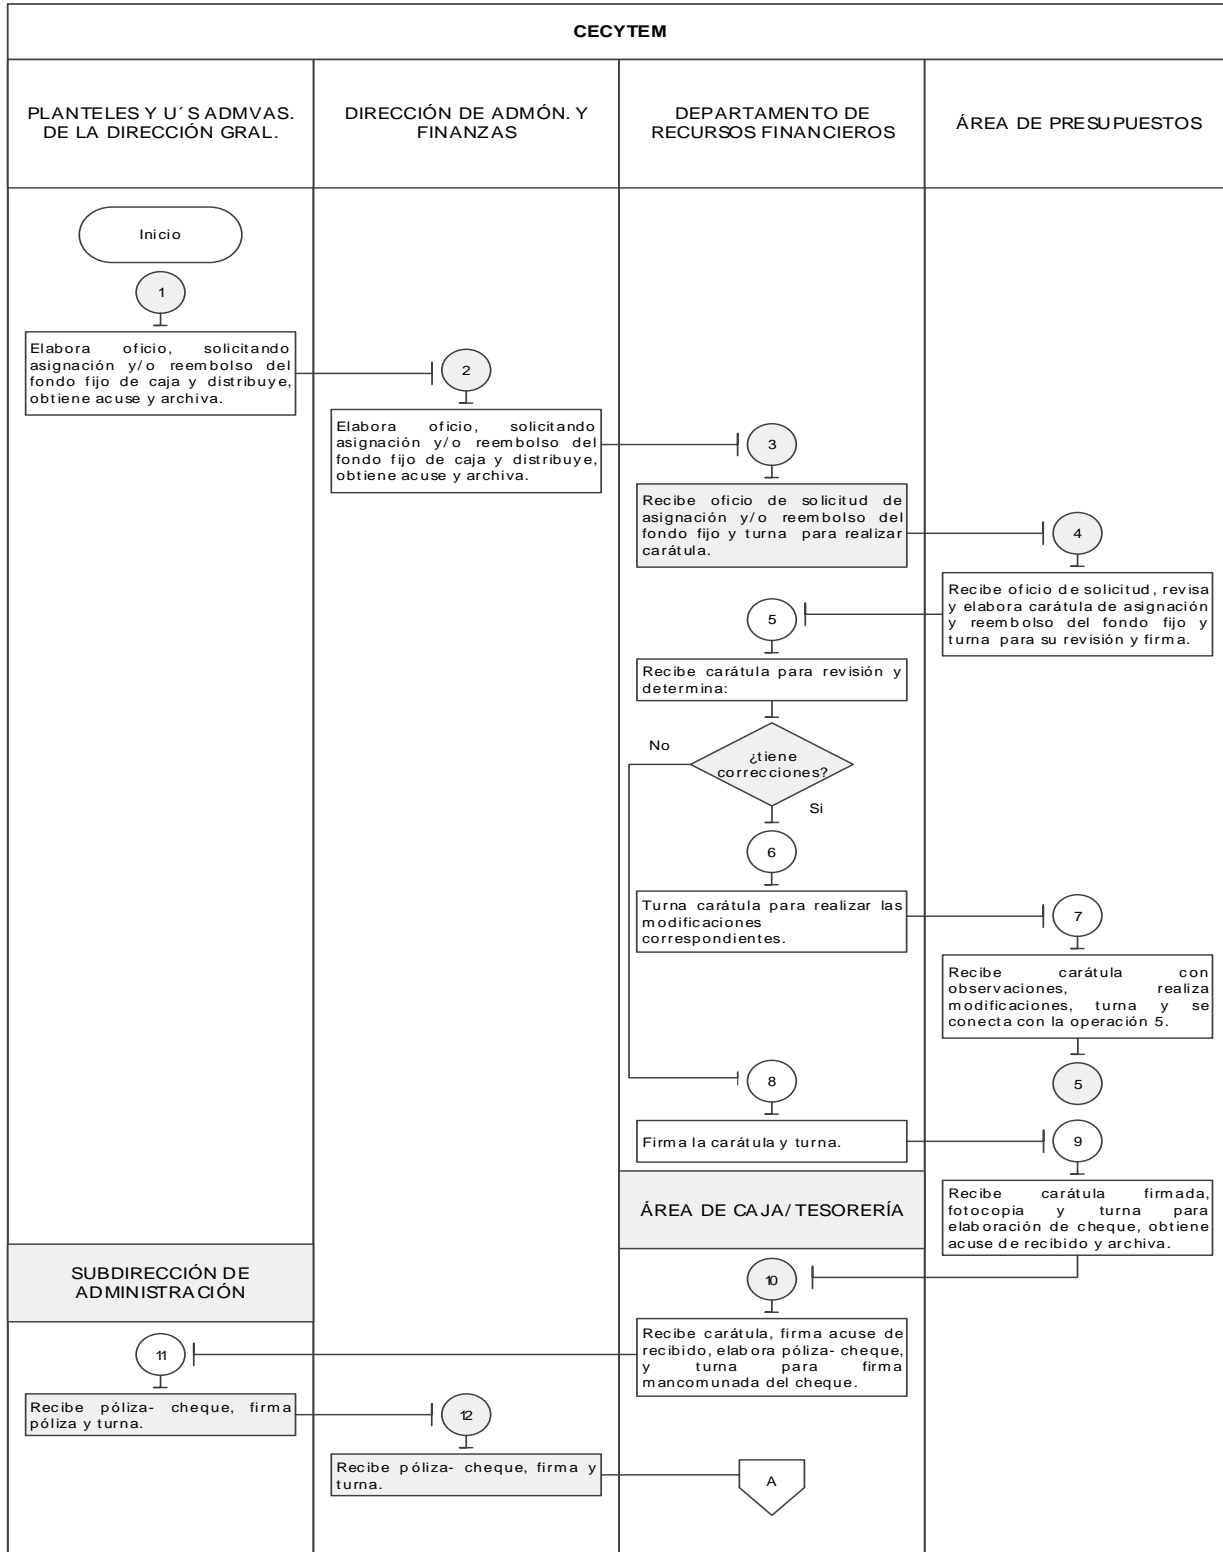 CECYTEM
PLANTELES Y U´S ADMVAS.
DE LA DIRECCIÓN GRAL.
DIRECCIÓN DE ADMÓN. Y
FINANZAS
DEPARTAMENTO DE
RECURSOS FINANCIEROS
ÁREA DE PRESUPUESTOS
Inicio
1
Elabora oficio, solicitando
asignación y/o reembolso del
fondo fijo de caja y distribuye,
obtiene acuse y archiva.
2
Elabora oficio, solicitando
asignación y/o reembolso del
fondo fijo de caja y distribuye,
obtiene acuse y archiva.
3
Recibe oficio de solicitud de
asignación y/o reembolso del
fondo fijo y turna para realizar
carátula.
4
Recibe oficio de solicitud, revisa
y elabora carátula de asignación
y reembolso del fondo fijo y
turna para su revisión y firma.
5
Recibe carátula para revisión y
determina:
¿tiene
correcciones?
No
Si
6
Turna carátula para realizar las
modificaciones
correspondientes.
7
Recibe carátula con
observaciones, realiza
modificaciones, turna y se
conecta con la operación 5.
5
8
Firma la carátula y turna.
9
Recibe carátula firmada,
fotocopia y turna para
elaboración de cheque, obtiene
acuse de recibido y archiva.
ÁREA DE CAJA/TESORERÍA
10
Recibe carátula, firma acuse de
recibido, elabora póliza- cheque,
y turna para firma
mancomunada del cheque.
SUBDIRECCIÓN DE
ADMINISTRACIÓN
11
Recibe póliza- cheque, firma
póliza y turna.
12
Recibe póliza- cheque, firma y
turna.
A